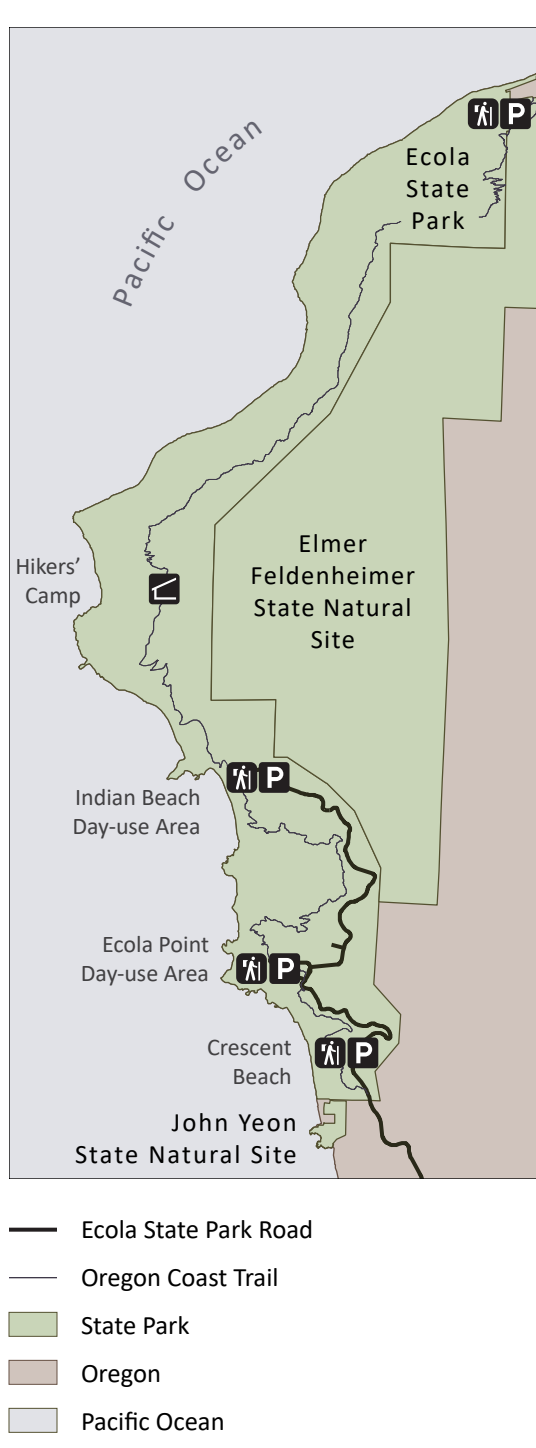 Pacific Ocean
P
Ecola
State
Park
Elmer
Feldenheimer
State Natural
Site
Hikers’
Camp
P
Indian Beach
Day-use Area
Ecola Point
Day-use Area
P
Crescent
Beach
P
John Yeon
State Natural Site
Ecola State Park Road
Oregon Coast Trail
State Park
Oregon
Pacific Ocean